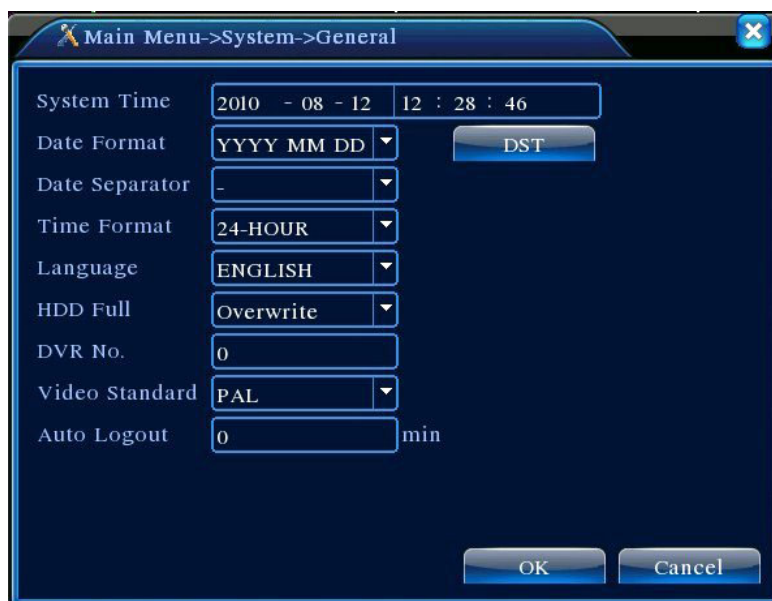 Main Menu->System->General
System Time 2010 - 08 - 12 12 : 28 : 46
Date Format YYYY MM DD DST
Date Separator -
Time Format 24-HOUR
Language ENGLISH
HDD Full Overwrite
DVR No. 0
Video Standard PAL
Auto Logout 0 min
OK Cancel